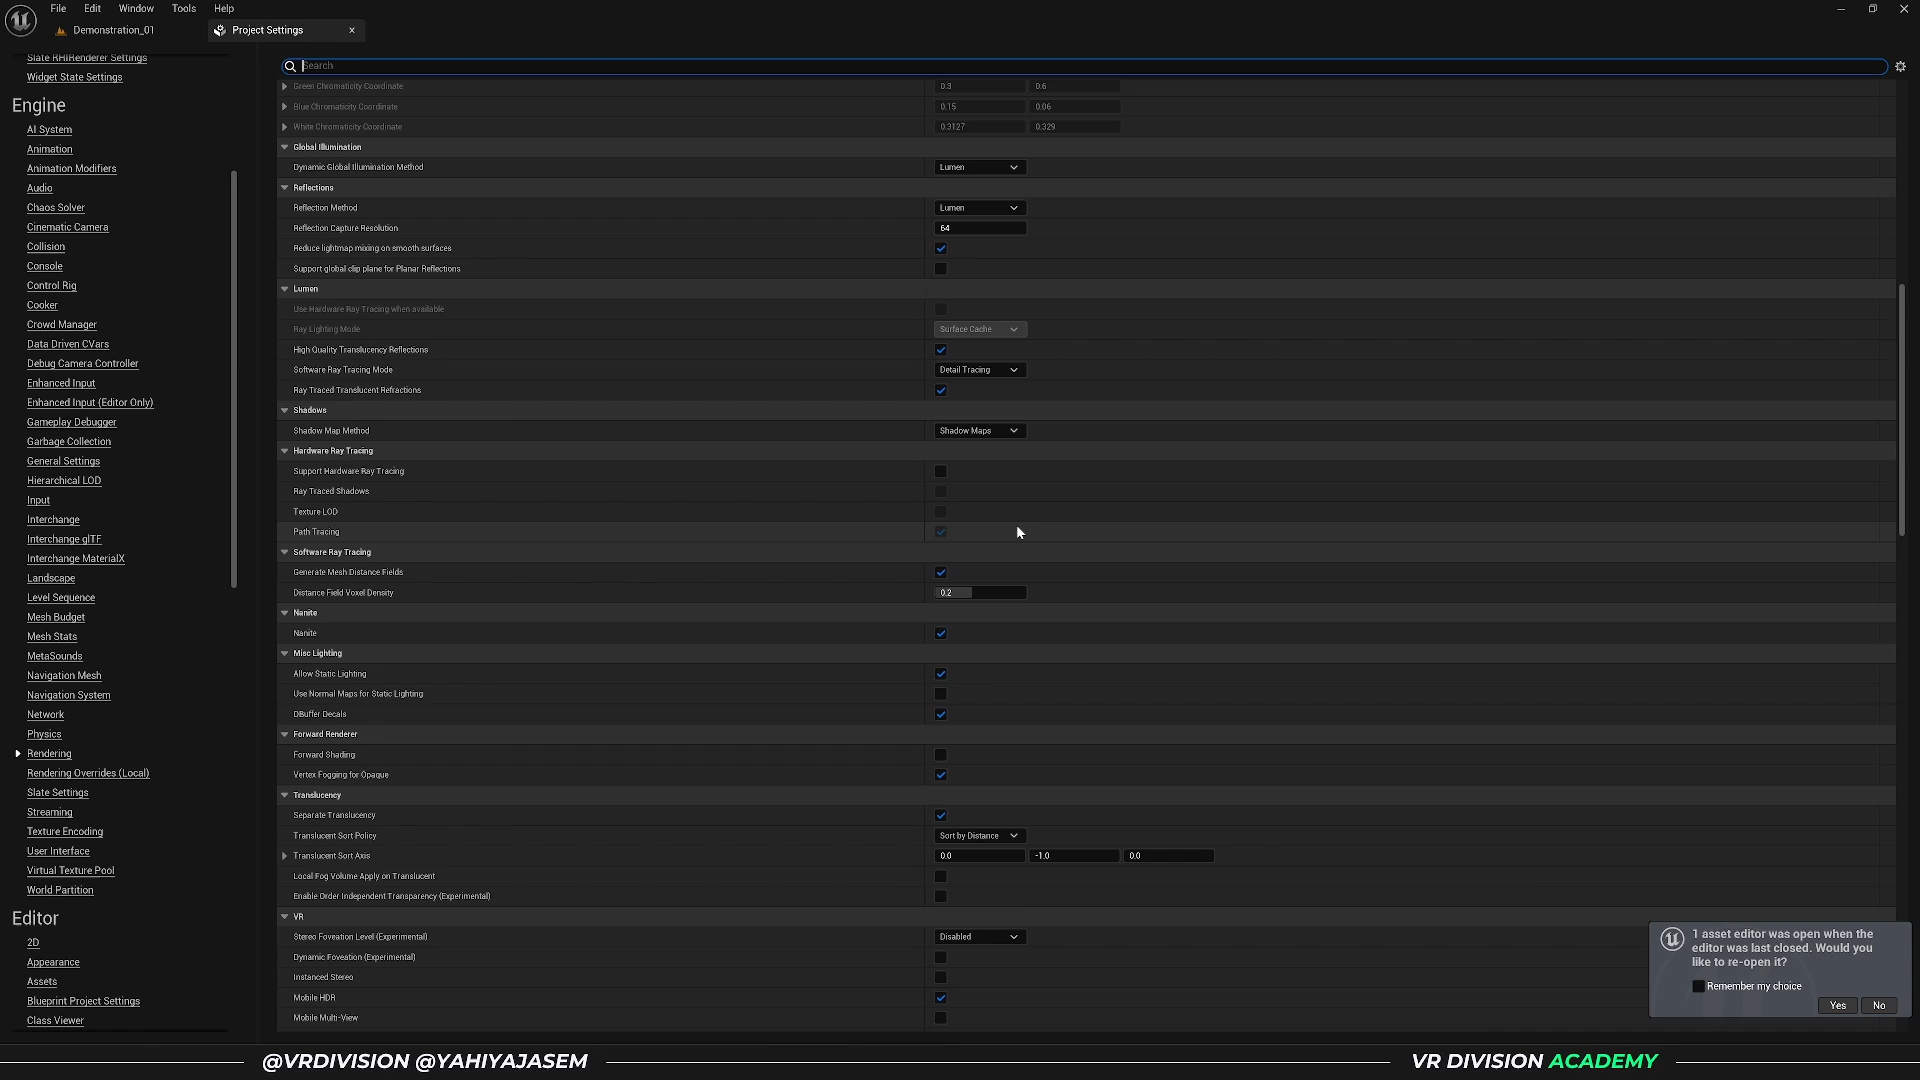 File Edit Window Tools Help
Demonstration_01
Project Settings
Slate RHIRenderer Settings
Widget State Settings
Engine
AI System
Animation
Animation Modifiers
Audio
Chaos Solver
Cinematic Camera
Collision
Console
Control Rig
Cooker
Crowd Manager
Data Driven CVars
Debug Camera Controller
Enhanced Input
Enhanced Input (Editor Only)
Gameplay Debugger
Garbage Collection
General Settings
Hierarchical LOD
Input
Interchange
Interchange glTF
Interchange MaterialX
Landscape
Level Sequence
Mesh Budget
Mesh Stats
MetaSounds
Navigation Mesh
Navigation System
Network
Physics
Rendering
Rendering Overrides (Local)
Slate Settings
Streaming
Texture Encoding
User Interface
Virtual Texture Pool
World Partition
Editor
2D
Appearance
Assets
Blueprint Project Settings
Class Viewer
Search
Green Chromaticity Coordinate 0.3 0.6
Blue Chromaticity Coordinate 0.15 0.06
White Chromaticity Coordinate 0.3127 0.329
Global Illumination
Dynamic Global Illumination Method Lumen
Reflections
Reflection Method Lumen
Reflection Capture Resolution 64
Reduce lightmap mixing on smooth surfaces
Support global clip plane for Planar Reflections
Lumen
Use Hardware Ray Tracing when available
Ray Lighting Mode Surface Cache
High Quality Translucency Reflections
Software Ray Tracing Mode Detail Tracing
Ray Traced Translucent Refractions
Shadows
Shadow Map Method Shadow Maps
Hardware Ray Tracing
Support Hardware Ray Tracing
Ray Traced Shadows
Texture LOD
Path Tracing
Software Ray Tracing
Generate Mesh Distance Fields
Distance Field Voxel Density 0.2
Nanite
Nanite
Misc Lighting
Allow Static Lighting
Use Normal Maps for Static Lighting
DBuffer Decals
Forward Renderer
Forward Shading
Vertex Fogging for Opaque
Translucency
Separate Translucency
Translucent Sort Policy Sort by Distance
Translucent Sort Axis 0.0 -1.0 0.0
Local Fog Volume Apply on Translucent
Enable Order Independent Transparency (Experimental)
VR
Stereo Foveation Level (Experimental) Disabled
Dynamic Foveation (Experimental)
Instanced Stereo
Mobile HDR
Mobile Multi-View
1 asset editor was open when the
editor was last closed. Would you
like to re-open it?
Remember my choice
Yes No
@VRDIVISION @YAHIYAJASEM
VR DIVISION ACADEMY